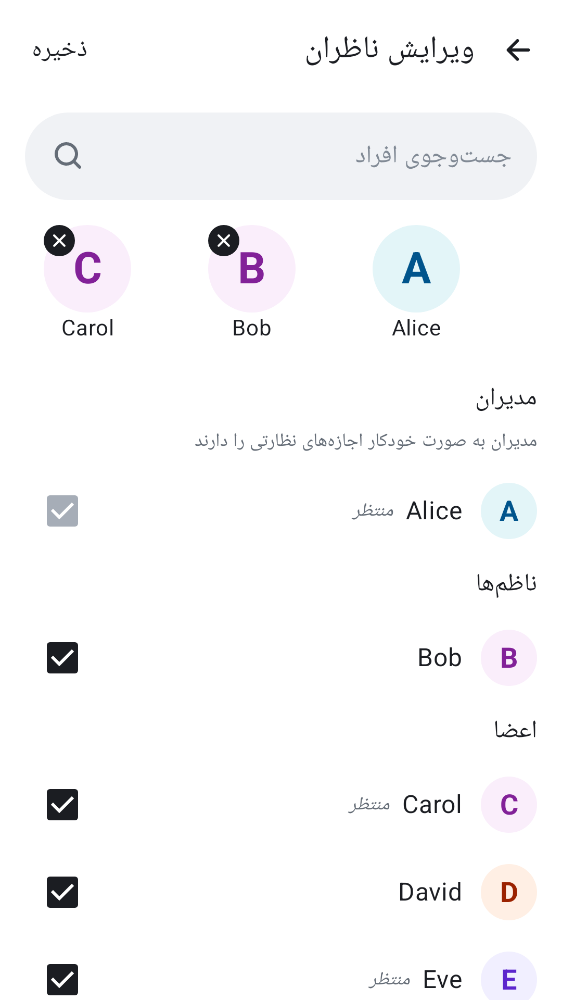 ویرایش ناظران
ذخیره
جست‌وجوی افراد
A
B
C
Alice
Bob
Carol
مدیران
مدیران به صورت خودکار اجازه‌های نظارتی را دارند
A
Alice منتظر
ناظم‌ها
B
Bob
اعضا
C
Carol منتظر
D
David
E
Eve منتظر